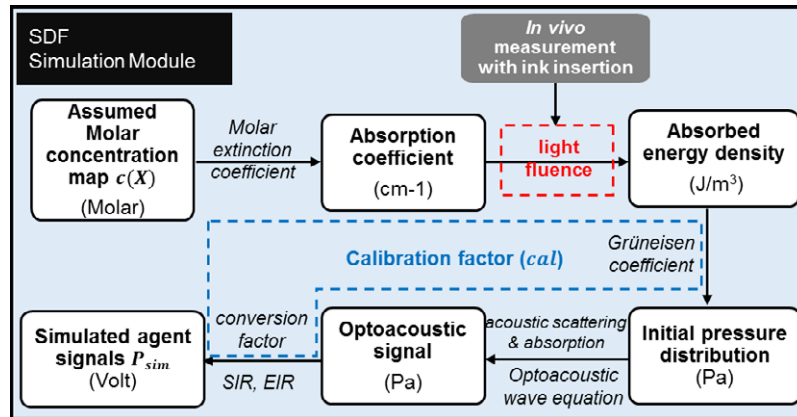 SDF
Simulation Module
In vivo
measurement
with ink insertion
Assumed
Molar
concentration
map c(X)
(Molar)
Molar
extinction
coefficient
Absorption
coefficient
(cm-1)
light
fluence
Absorbed
energy density
(J/m³)
Calibration factor (cal)
Grüneisen
coefficient
Simulated agent
signals P_sim
(Volt)
conversion
factor
SIR, EIR
Optoacoustic
signal
(Pa)
acoustic scattering
& absorption
Optoacoustic
wave equation
Initial pressure
distribution
(Pa)